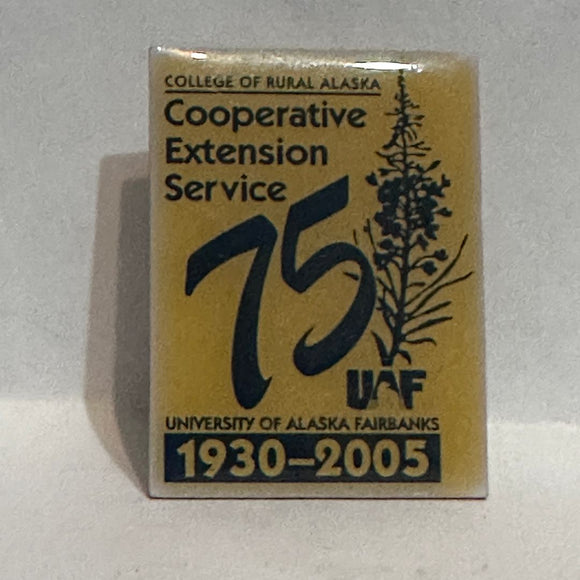 COLLEGE OF RURAL ALASKA
Cooperative
Extension
Service
75
UAF
UNIVERSITY OF ALASKA FAIRBANKS
1930–2005